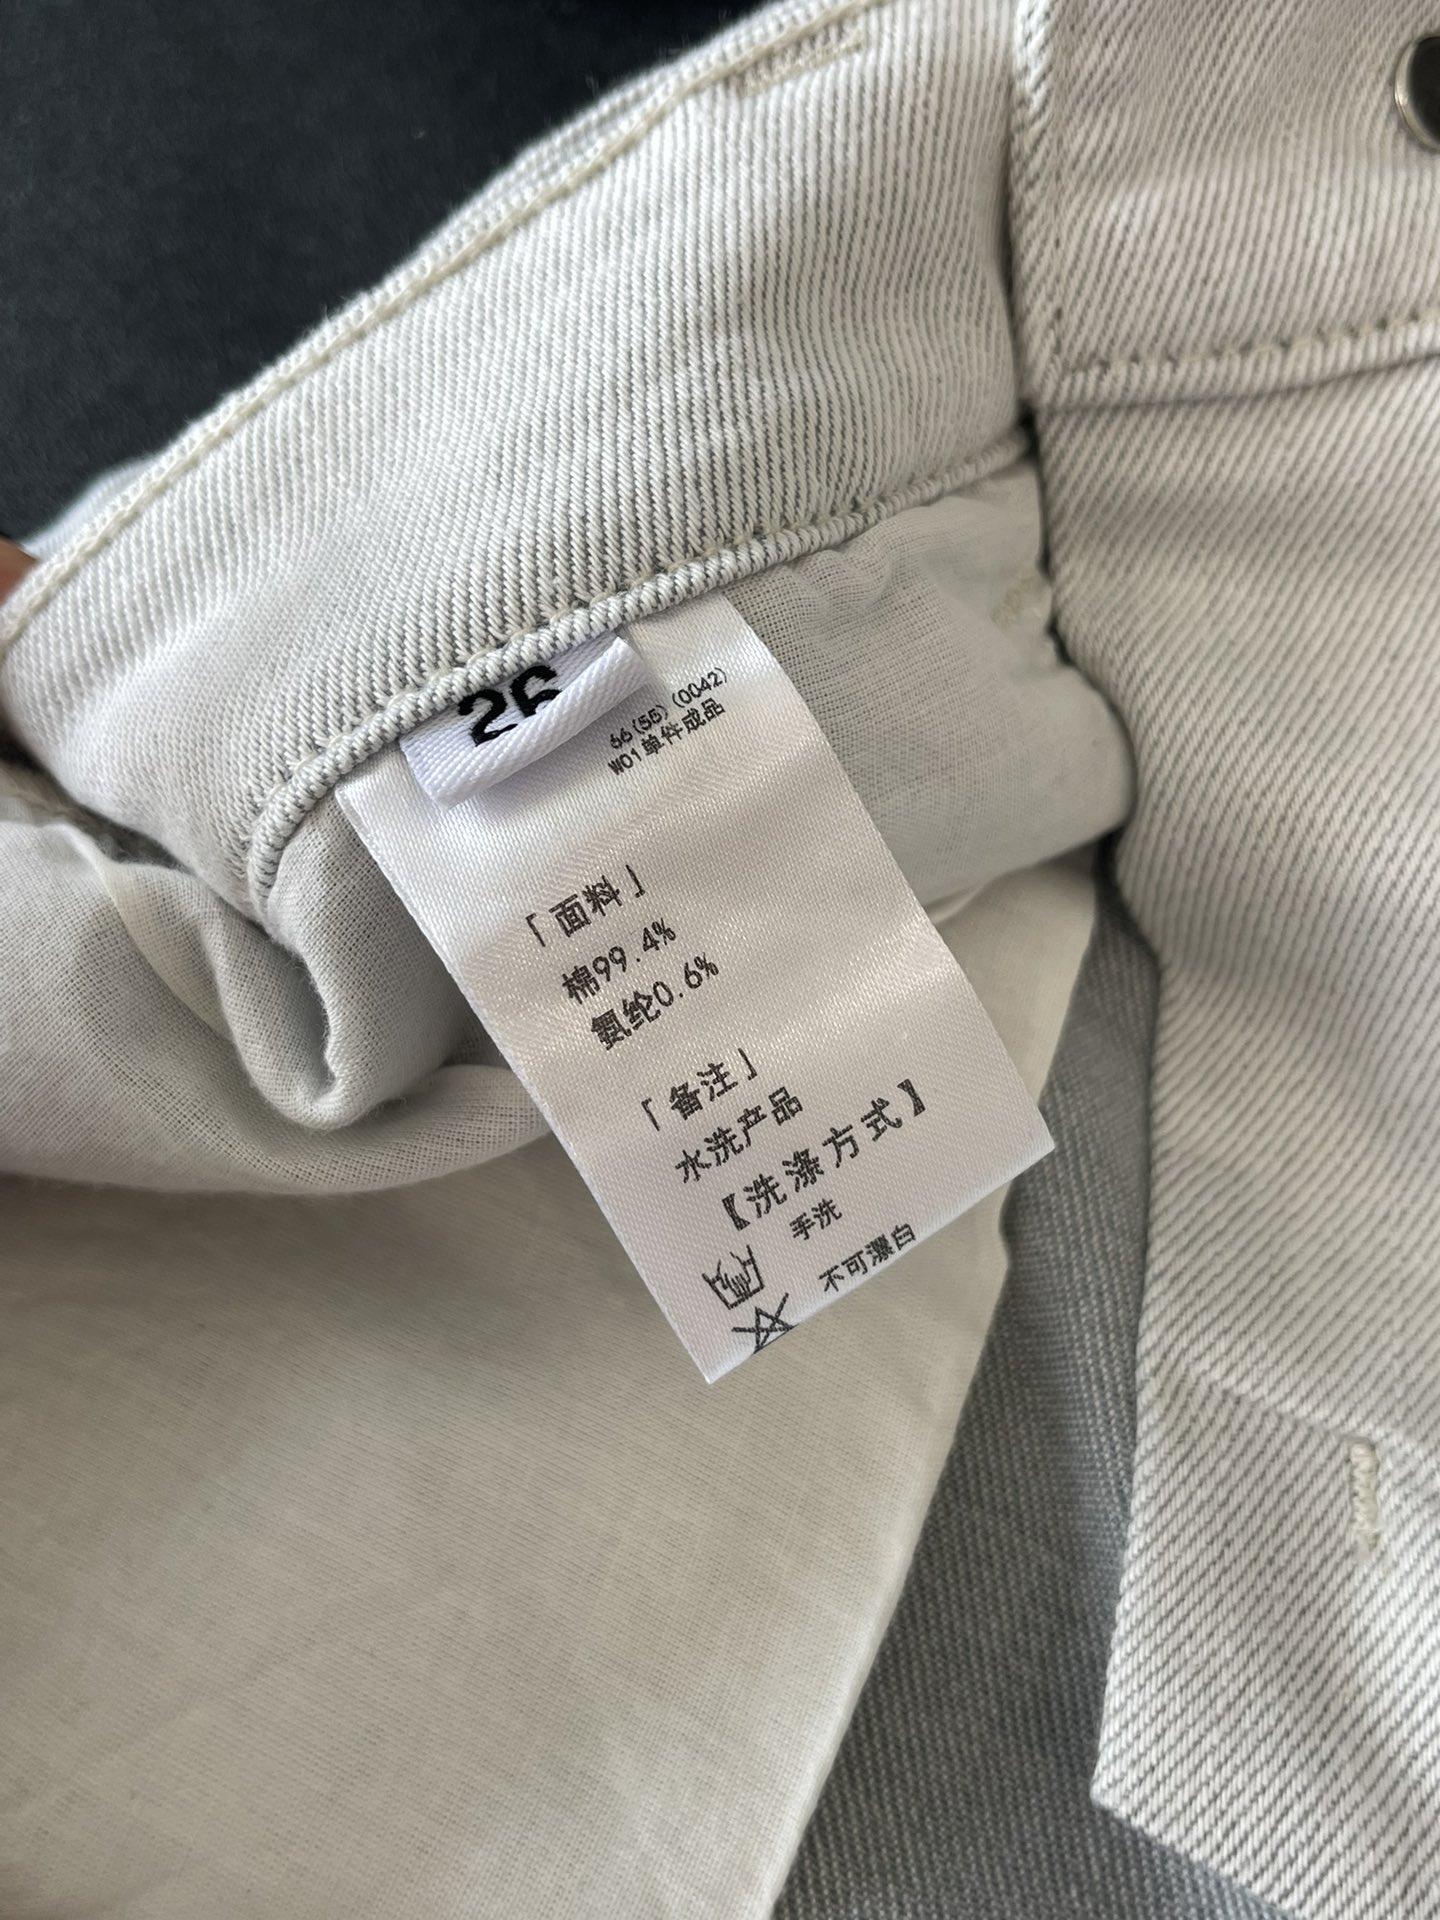 26
66(55)(0042)
W01单件成品
「面料」
棉99.4%
氨纶0.6%
「备注」
水洗产品
【洗涤方式】
手洗
不可漂白